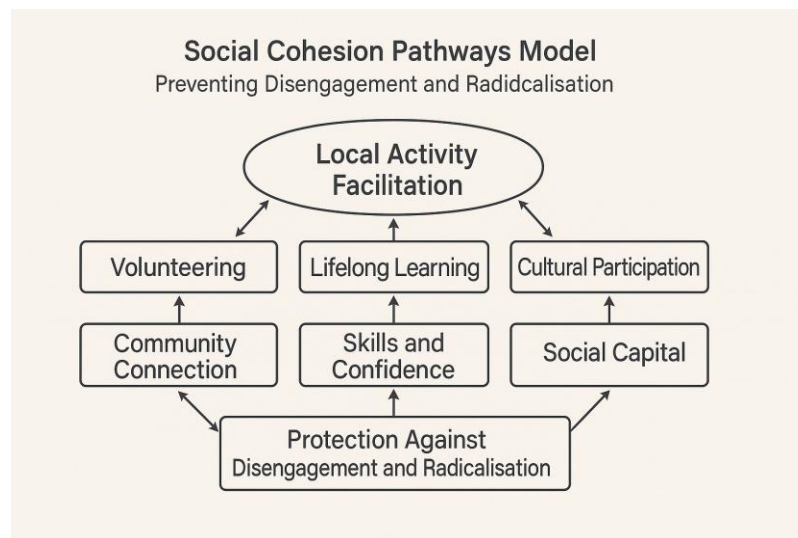 Social Cohesion Pathways Model
Preventing Disengagement and Radidcalisation
Local Activity
Facilitation
Volunteering
Lifelong Learning
Cultural Participation
Community
Connection
Skills and
Confidence
Social Capital
Protection Against
Disengagement and Radicalisation